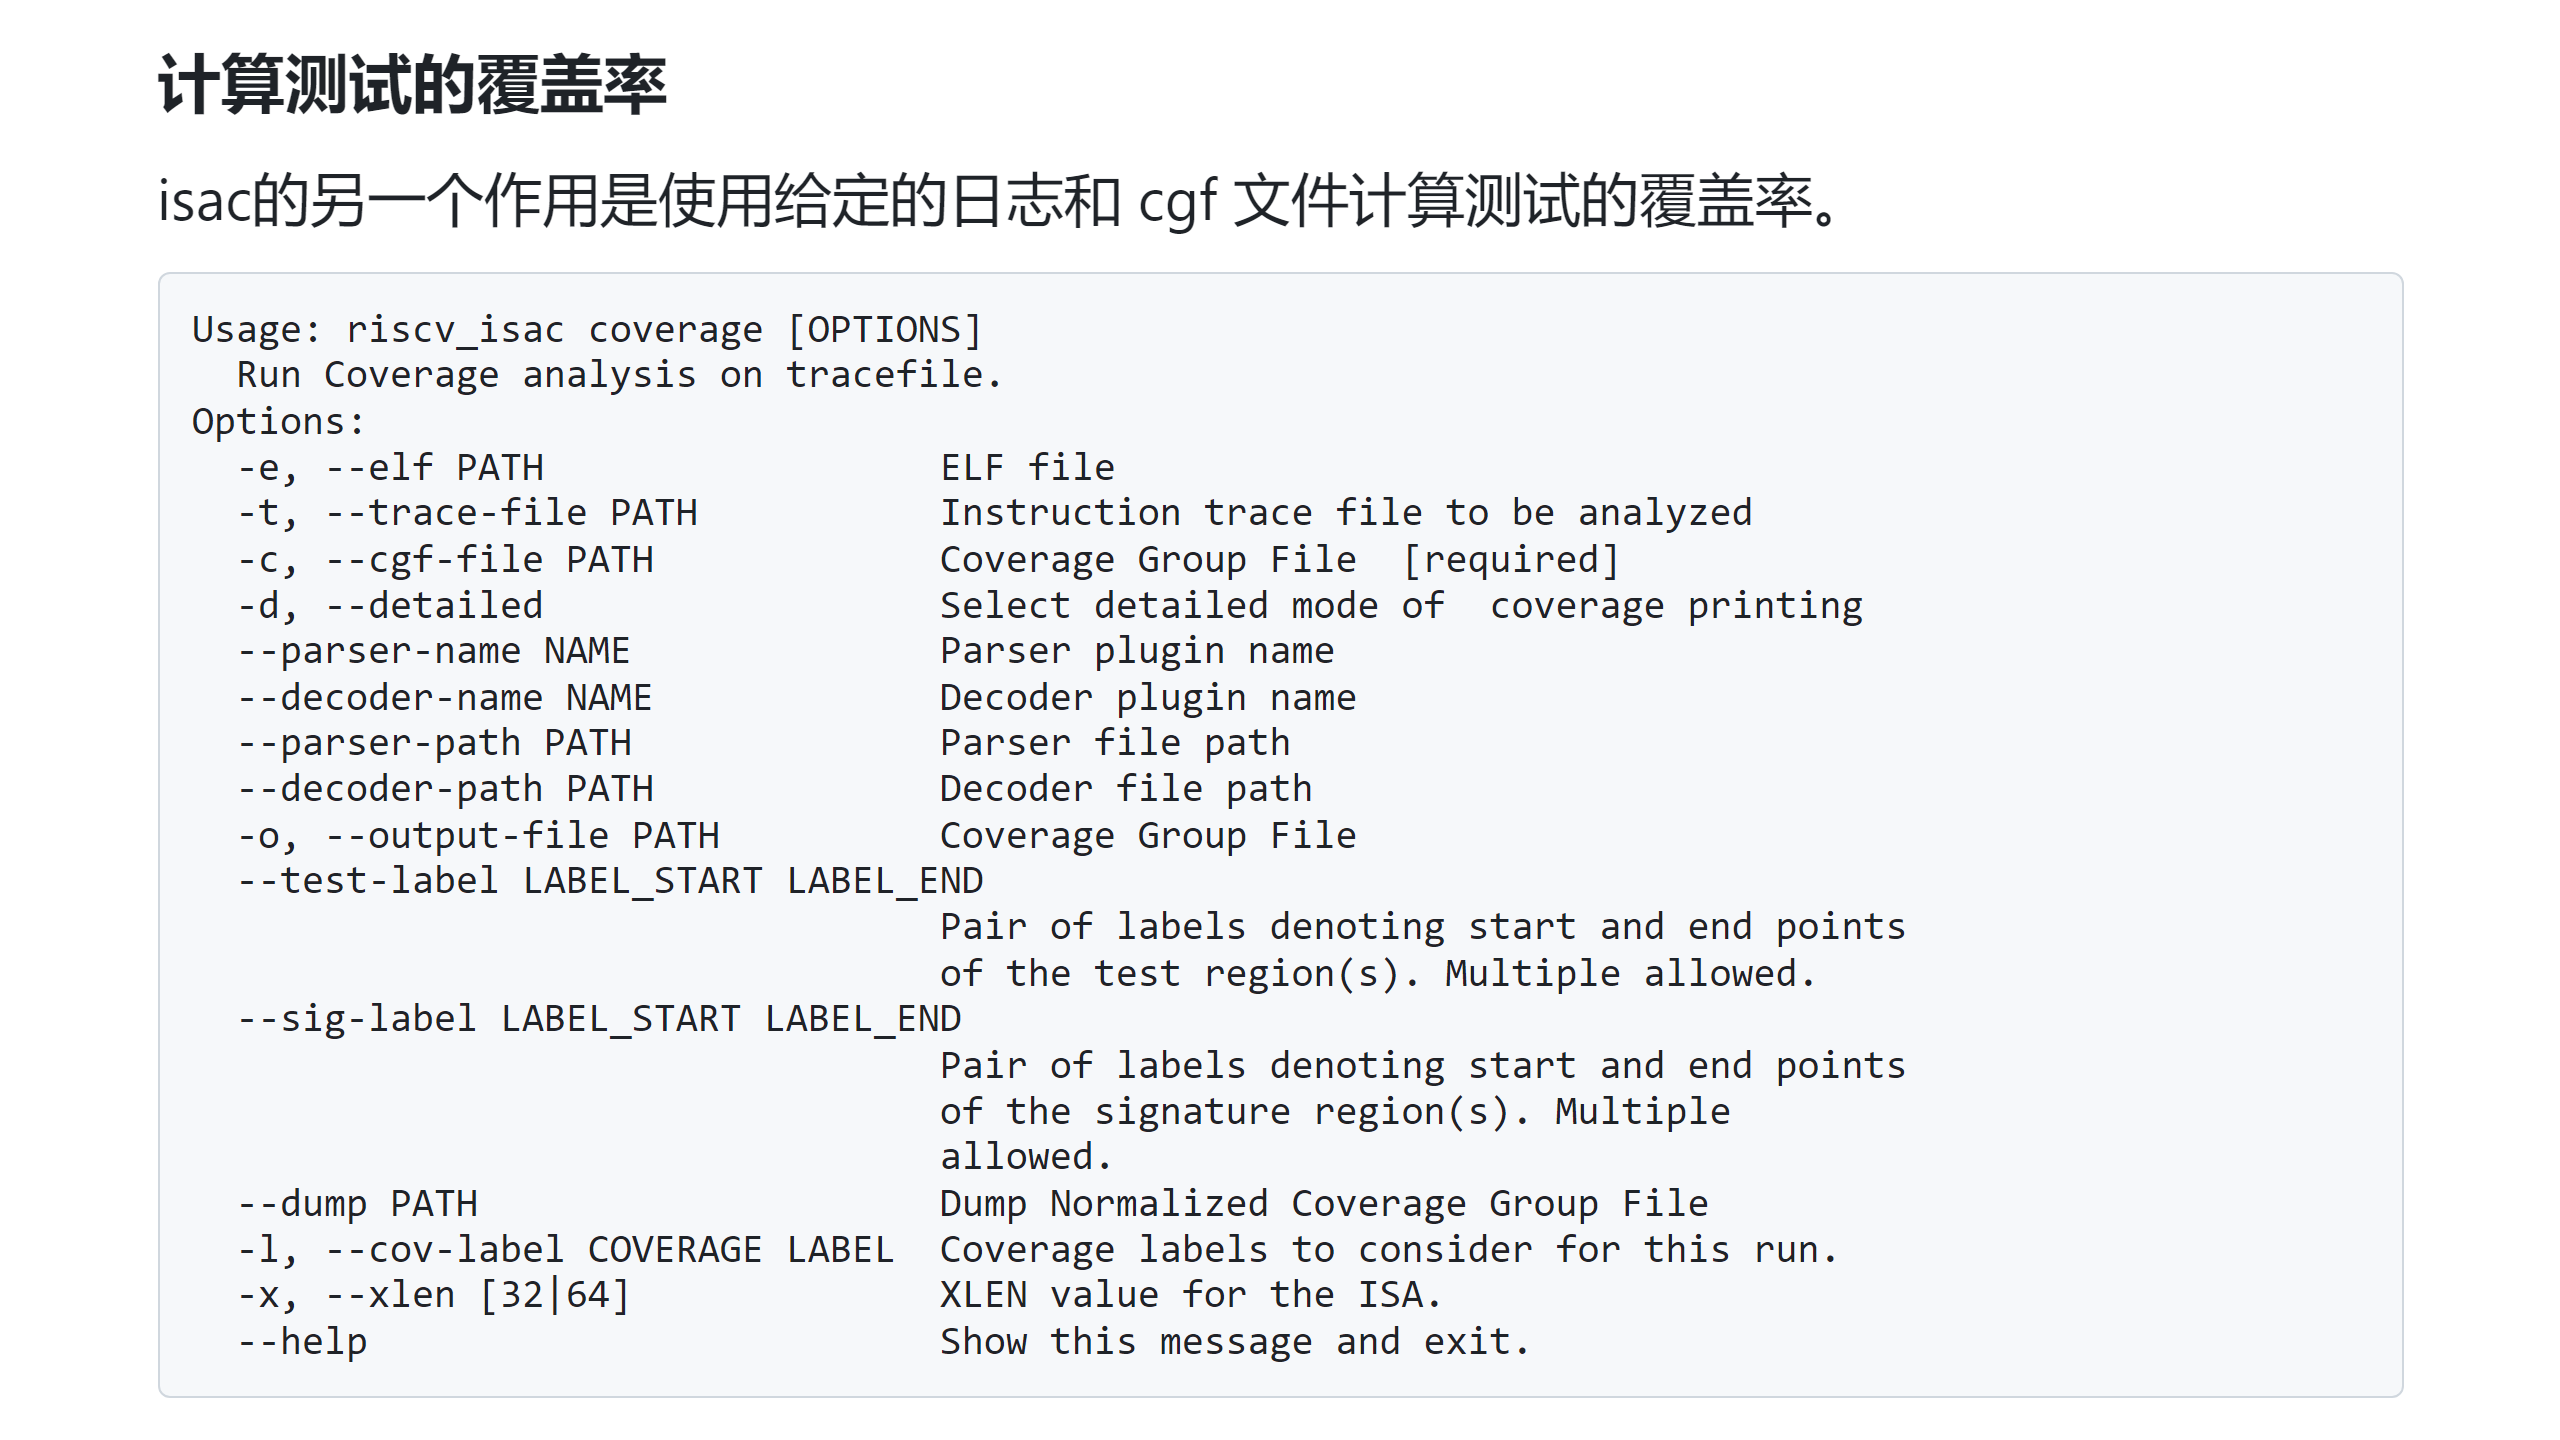 计算测试的覆盖率
isac的另一个作用是使用给定的日志和 cgf 文件计算测试的覆盖率。
Usage: riscv_isac coverage [OPTIONS]
  Run Coverage analysis on tracefile.
Options:
  -e, --elf PATH                  ELF file
  -t, --trace-file PATH           Instruction trace file to be analyzed
  -c, --cgf-file PATH             Coverage Group File  [required]
  -d, --detailed                  Select detailed mode of  coverage printing
  --parser-name NAME              Parser plugin name
  --decoder-name NAME             Decoder plugin name
  --parser-path PATH              Parser file path
  --decoder-path PATH             Decoder file path
  -o, --output-file PATH          Coverage Group File
  --test-label LABEL_START LABEL_END
                                  Pair of labels denoting start and end points
                                  of the test region(s). Multiple allowed.
  --sig-label LABEL_START LABEL_END
                                  Pair of labels denoting start and end points
                                  of the signature region(s). Multiple
                                  allowed.
  --dump PATH                     Dump Normalized Coverage Group File
  -l, --cov-label COVERAGE LABEL  Coverage labels to consider for this run.
  -x, --xlen [32|64]              XLEN value for the ISA.
  --help                          Show this message and exit.